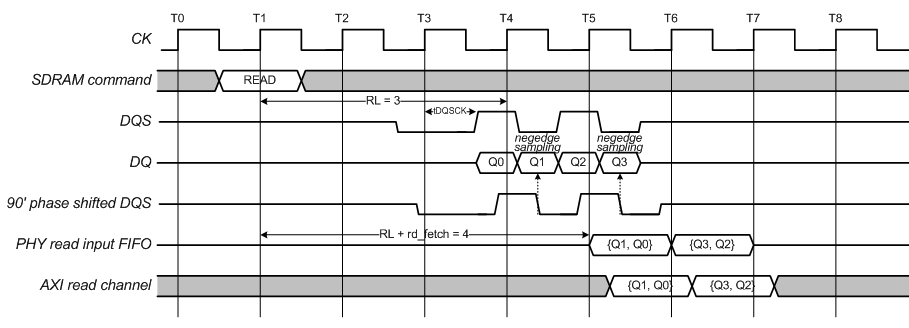 T0 T1 T2 T3 T4 T5 T6 T7 T8
CK
SDRAM command READ
RL = 3
tDQSCK
DQS
negedge sampling negedge sampling
DQ Q0 Q1 Q2 Q3
90' phase shifted DQS
RL + rd_fetch = 4
PHY read input FIFO {Q1, Q0} {Q3, Q2}
AXI read channel {Q1, Q0} {Q3, Q2}